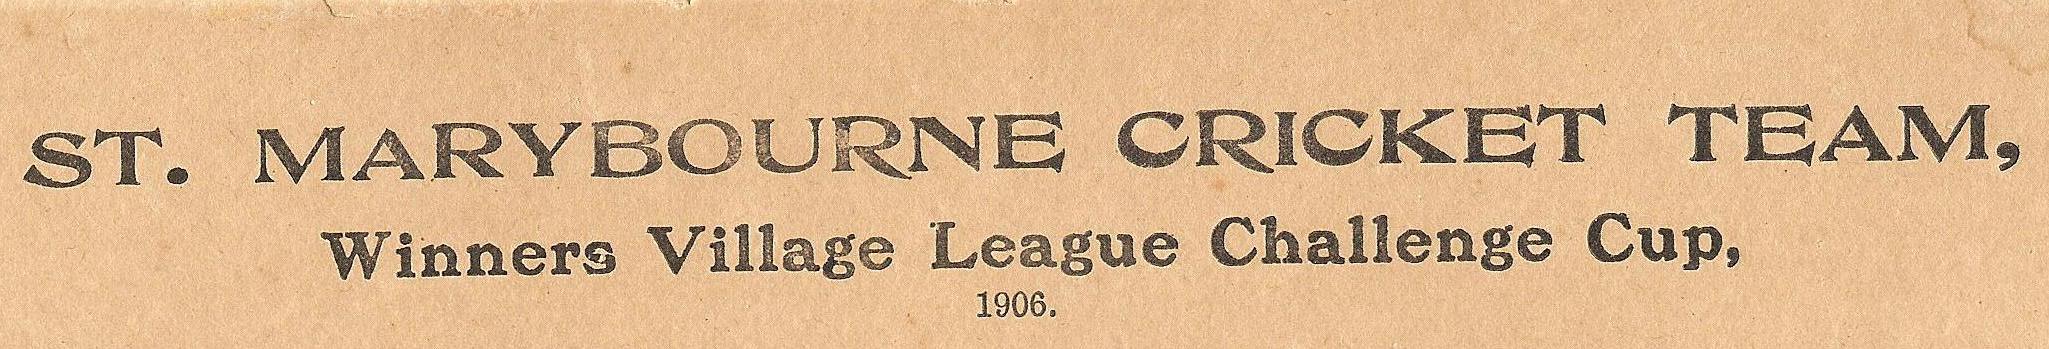 ST. MARYBOURNE CRICKET TEAM,
Winners Village League Challenge Cup,
1906.